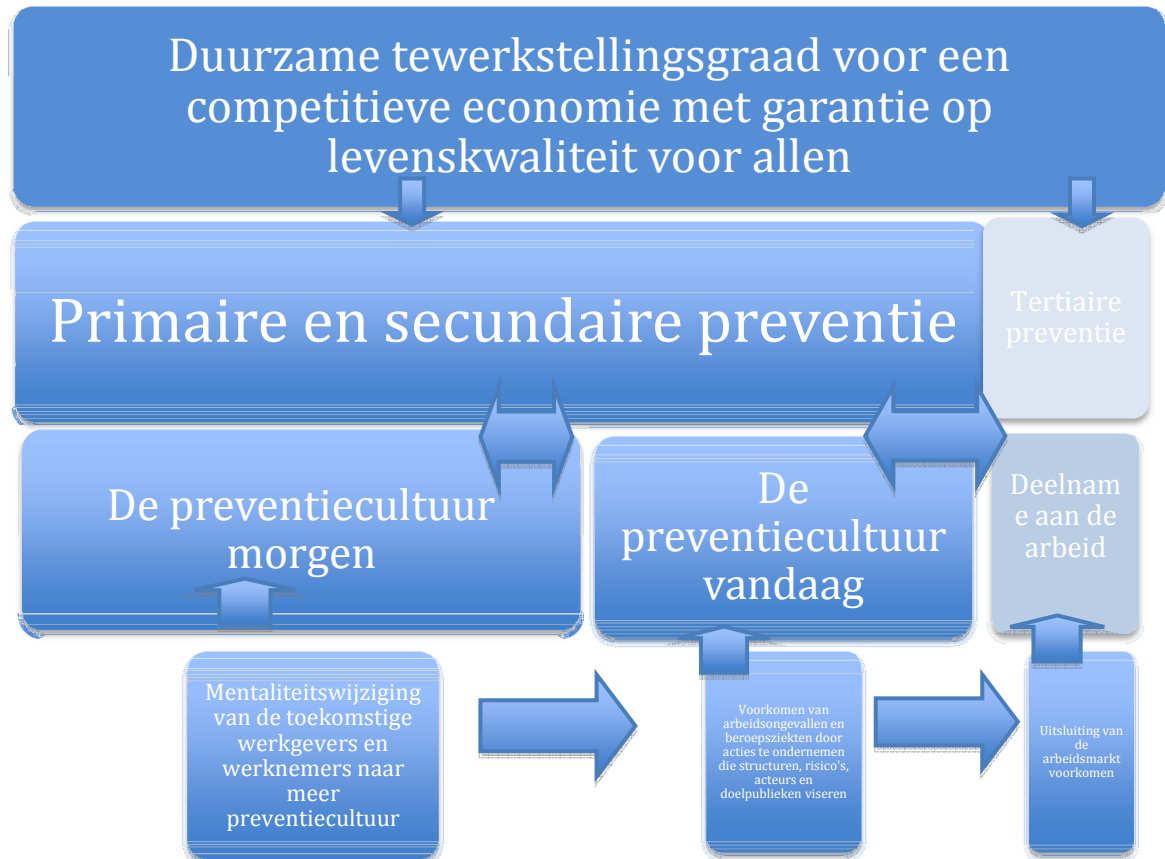 Duurzame tewerkstellingsgraad voor een
competitieve economie met garantie op
levenskwaliteit voor allen
Primaire en secundaire preventie
Tertiaire
preventie
De preventiecultuur
morgen
De
preventiecultuur
vandaag
Deelnam
e aan de
arbeid
Mentaliteitswijziging
van de toekomstige
werkgevers en
werknemers naar
meer
preventiecultuur
Voorkomen van
arbeidsongevallen en
beroepsziekten door
acties te ondernemen
die structuren, risico's,
acteurs en
doelpublieken viseren
Uitsluiting van
de
arbeidsmarkt
voorkomen